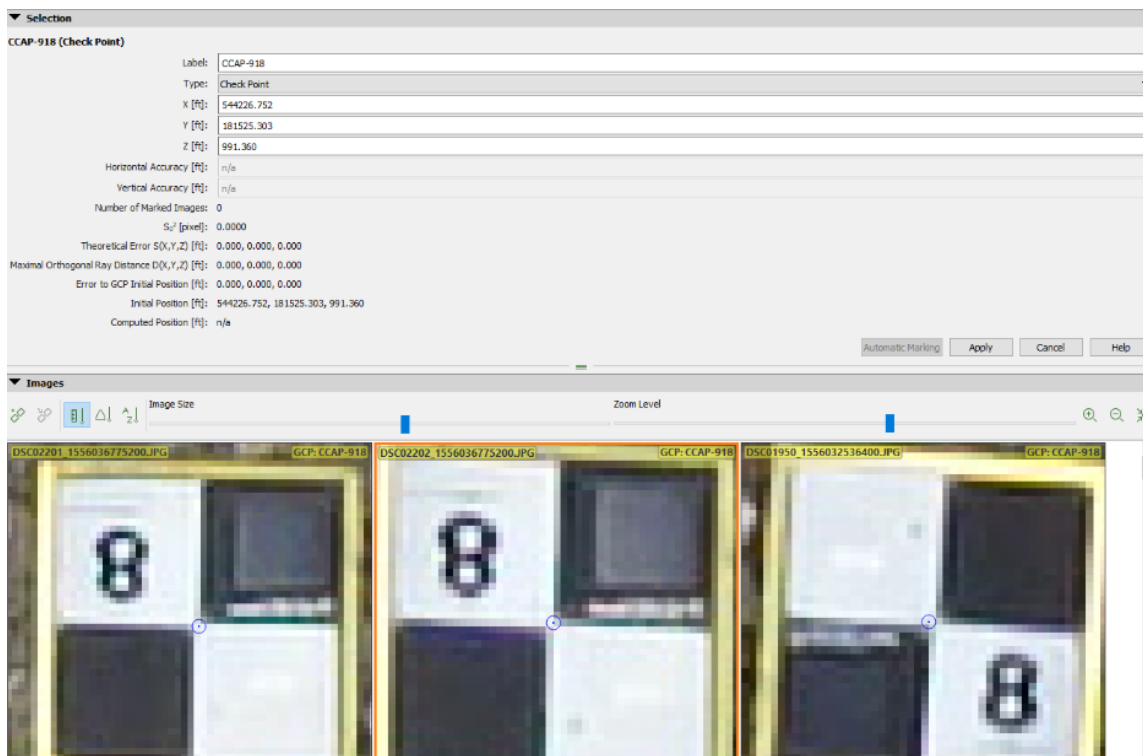 Selection
CCAP-918 (Check Point)
Label: CCAP-918
Type: Check Point
X [ft]: 544226.752
Y [ft]: 181525.303
Z [ft]: 991.360
Horizontal Accuracy [ft]: n/a
Vertical Accuracy [ft]: n/a
Number of Marked Images: 0
S₀² [pixel]: 0.0000
Theoretical Error S(X,Y,Z) [ft]: 0.000, 0.000, 0.000
Maximal Orthogonal Ray Distance D(X,Y,Z) [ft]: 0.000, 0.000, 0.000
Error to GCP Initial Position [ft]: 0.000, 0.000, 0.000
Initial Position [ft]: 544226.752, 181525.303, 991.360
Computed Position [ft]: n/a
Automatic Marking Apply Cancel Help
Images
Image Size Zoom Level
DSC02201_1556036775200.JPG GCP: CCAP-918 DSC02202_1556036775200.JPG GCP: CCAP-918 DSC01950_1556032536400.JPG GCP: CCAP-918
8 8
8